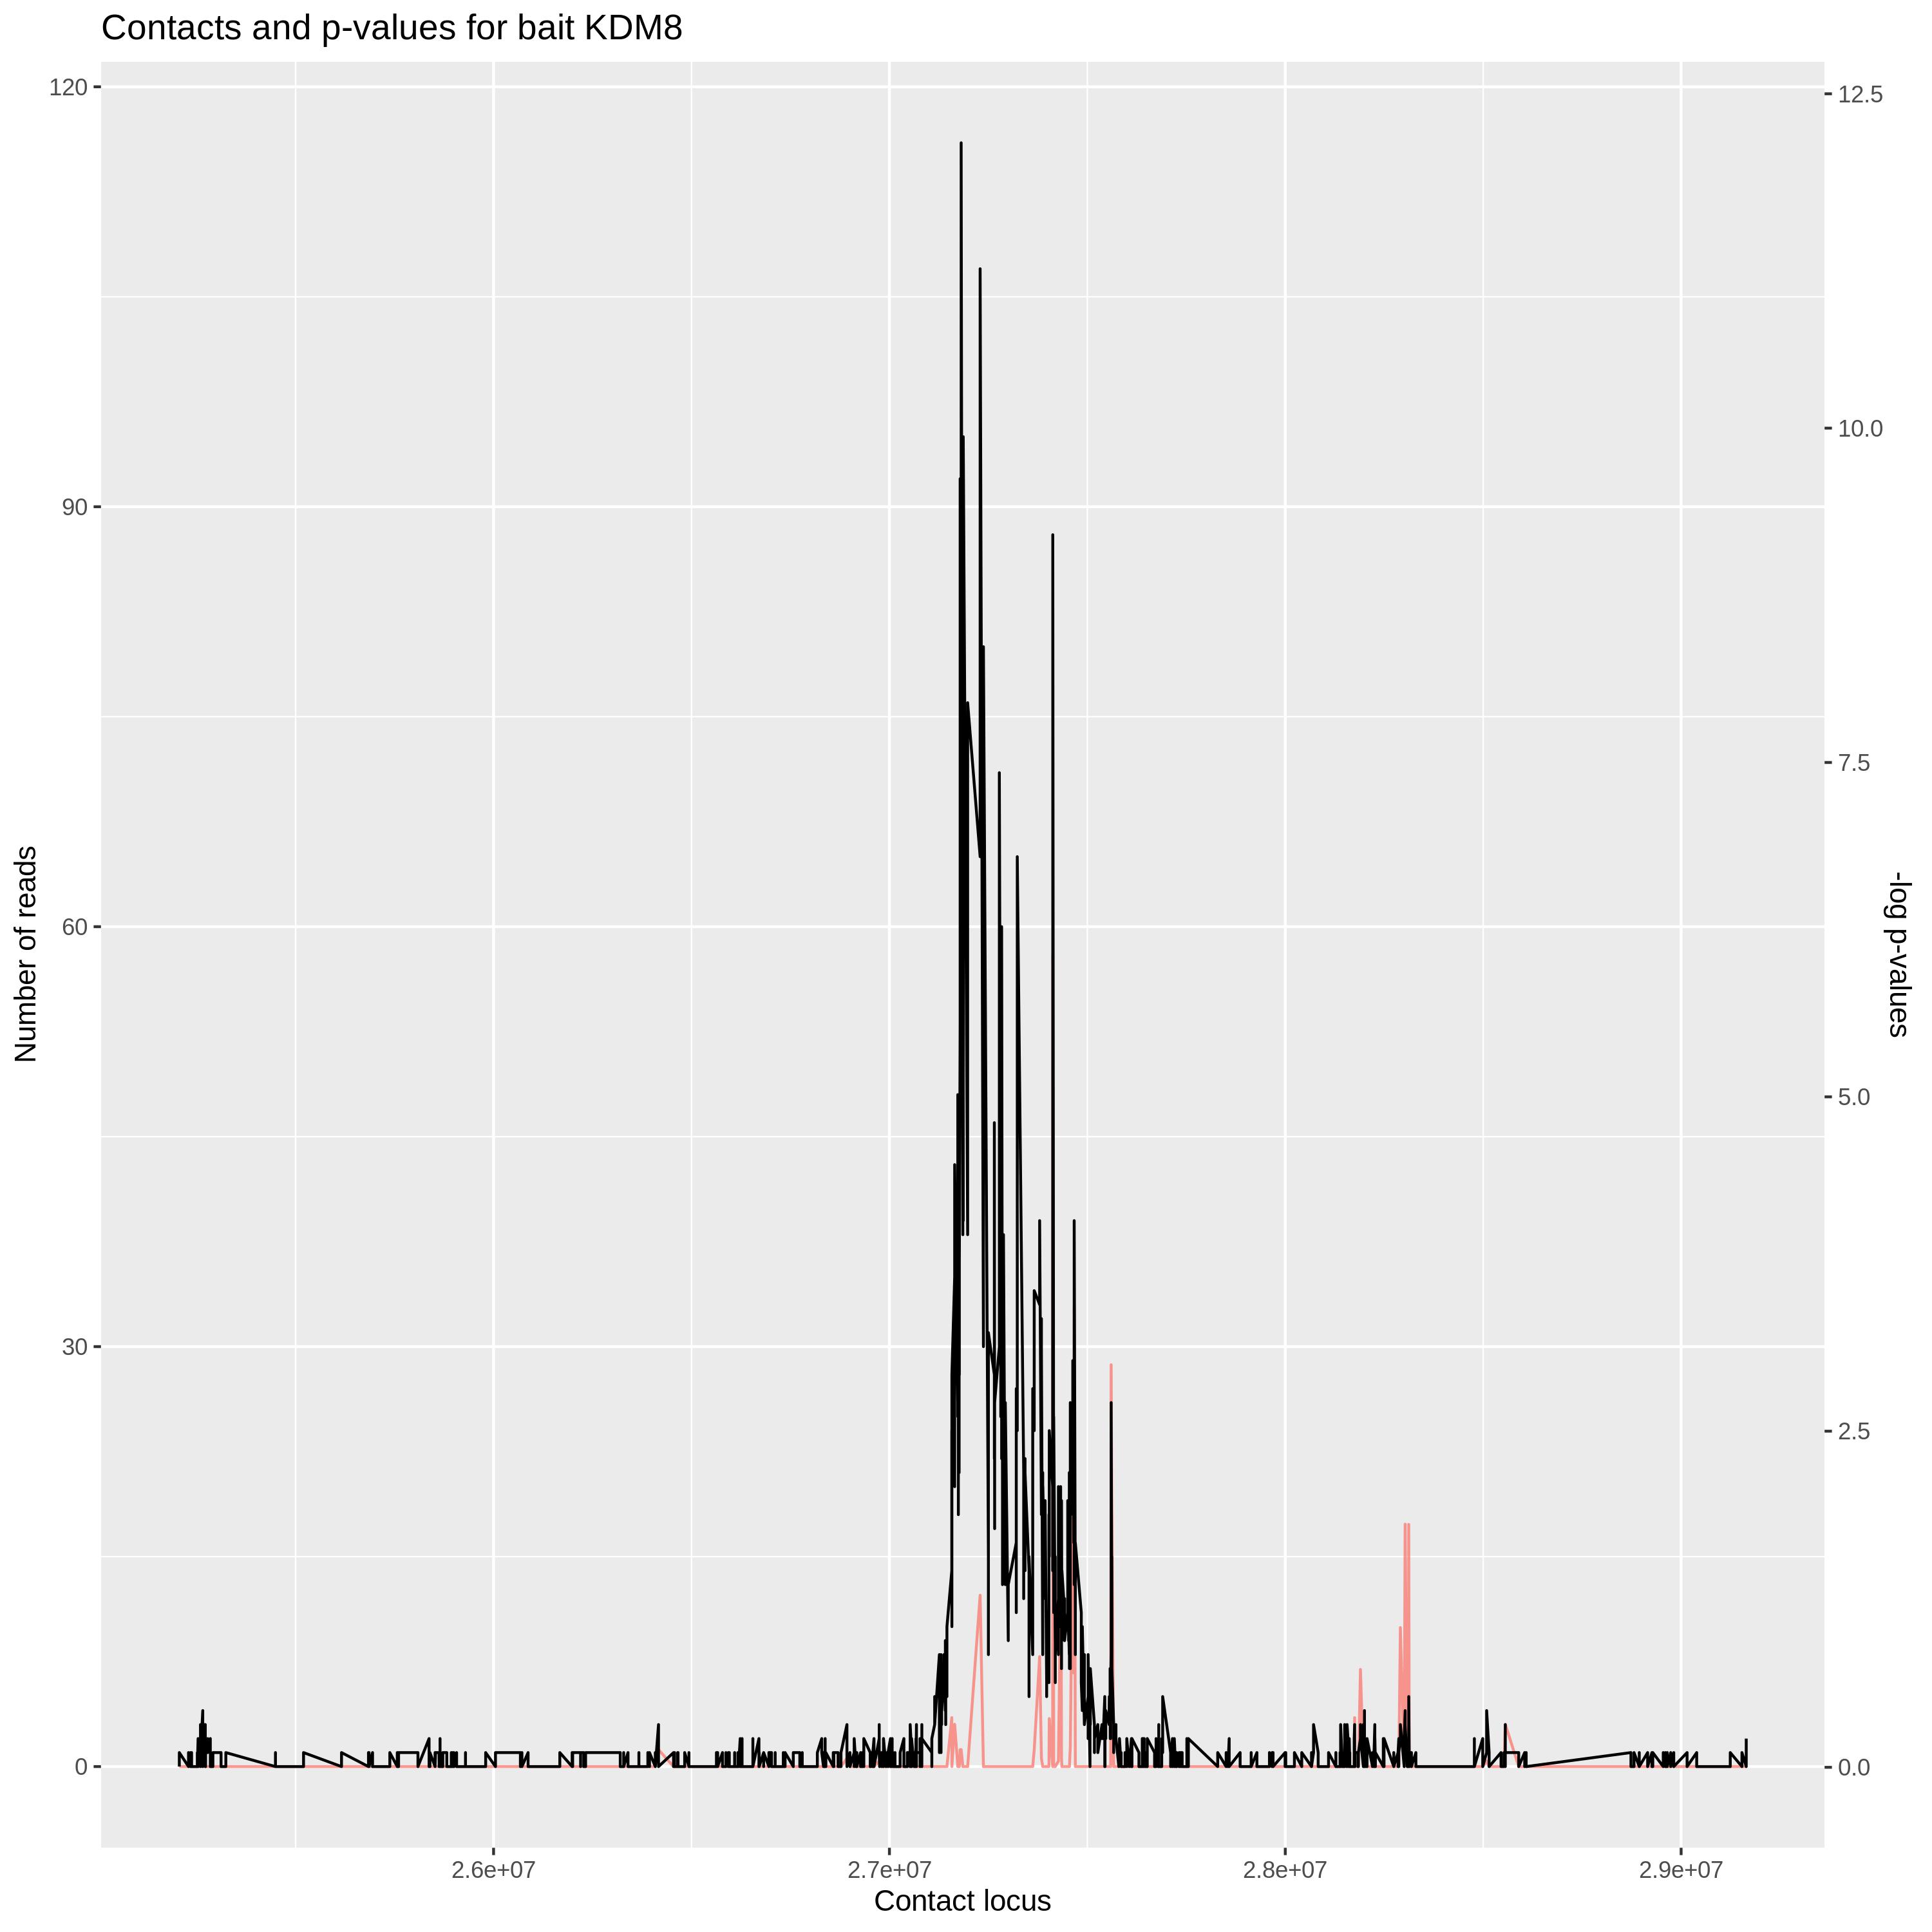 Contacts and p-values for bait KDM8
120
90
60
30
0
Number of reads
12.5
10.0
7.5
5.0
2.5
0.0
-log p-values
2.6e+07 2.7e+07 2.8e+07 2.9e+07
Contact locus